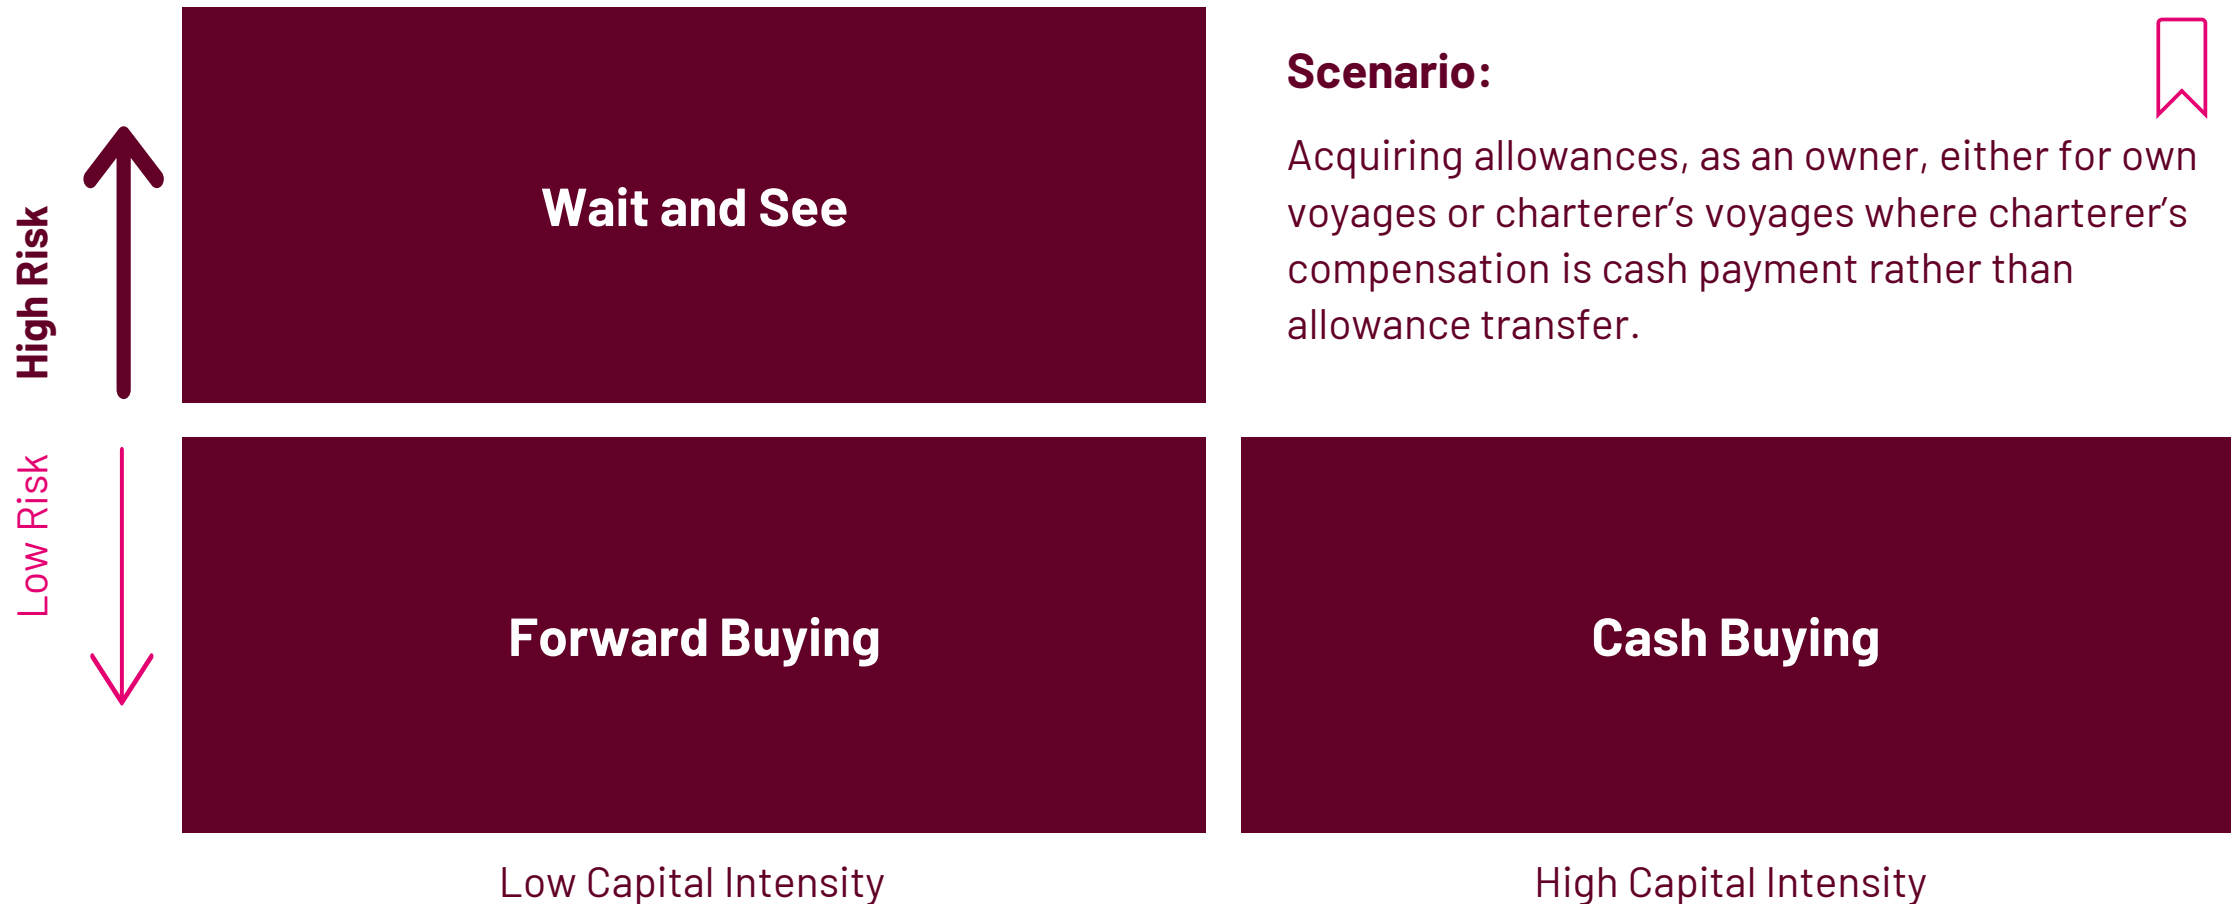 High Risk
Low Risk
Wait and See
Scenario:
Acquiring allowances, as an owner, either for own
voyages or charterer’s voyages where charterer’s
compensation is cash payment rather than
allowance transfer.
Forward Buying
Cash Buying
Low Capital Intensity
High Capital Intensity